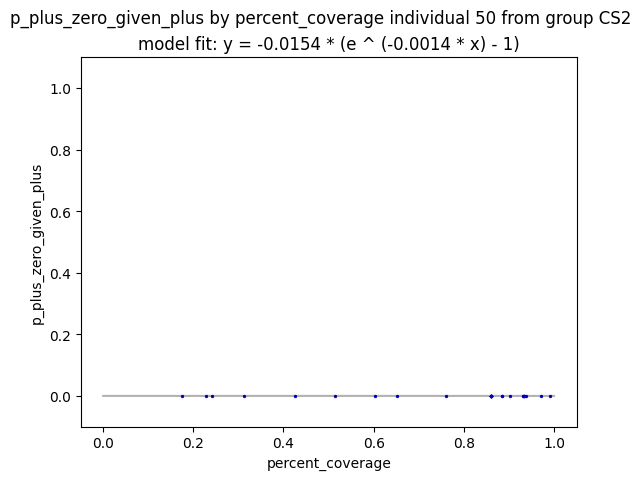 p_plus_zero_given_plus by percent_coverage individual 50 from group CS2
model fit: y = -0.0154 * (e ^ (-0.0014 * x) - 1)
1.0
0.8
0.6
0.4
0.2
0.0
p_plus_zero_given_plus
0.0 0.2 0.4 0.6 0.8 1.0
percent_coverage